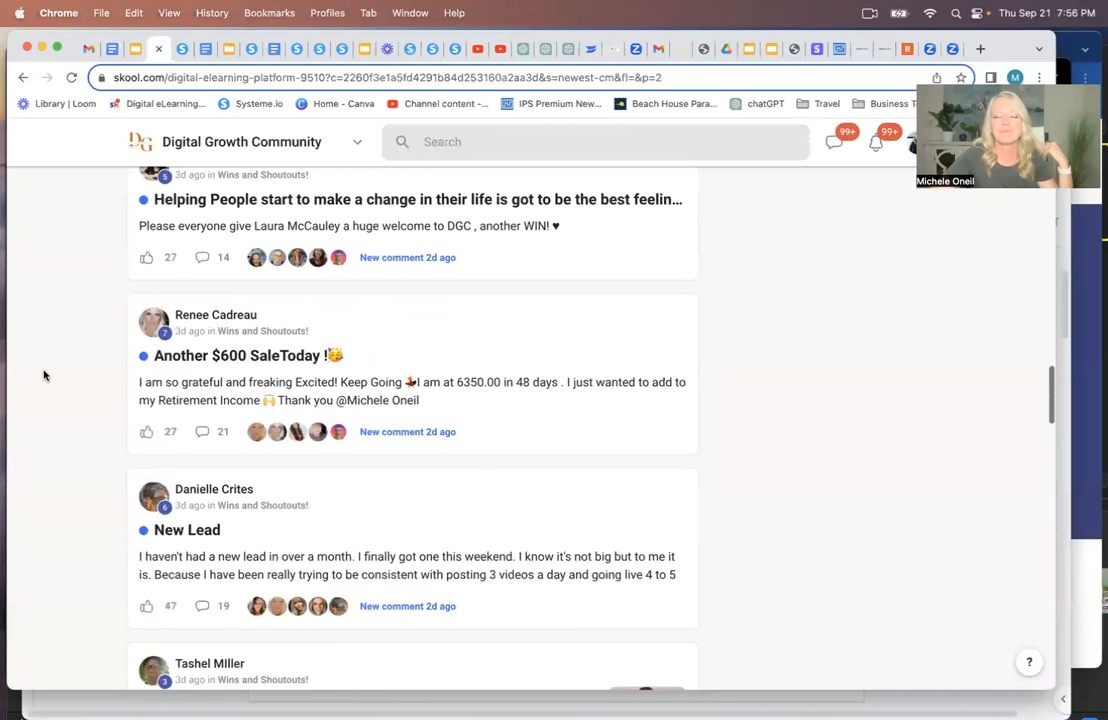 Chrome File Edit View History Bookmarks Profiles Tab Window Help Thu Sep 21 7:56 PM
skool.com/digital-elearning-platform-9510?c=2260f3e1a5fd4291b84d253160a2aa3d&s=newest-cm&fl=&p=2
M
Library | Loom Digital eLearning... Systeme.io Home - Canva Channel content -... IPS Premium New... Beach House Para... chatGPT Travel Business
DG Digital Growth Community Search 99+ 99+
Michele Oneil
5 3d ago in Wins and Shoutouts!
Helping People start to make a change in their life is got to be the best feelin...
Please everyone give Laura McCauley a huge welcome to DGC , another WIN! ♥
27 14 New comment 2d ago
Renee Cadreau
7 3d ago in Wins and Shoutouts!
Another $600 SaleToday !🥳
I am so grateful and freaking Excited! Keep Going 💃I am at 6350.00 in 48 days . I just wanted to add to
my Retirement Income 🙌 Thank you @Michele Oneil
27 21 New comment 2d ago
Danielle Crites
6 3d ago in Wins and Shoutouts!
New Lead
I haven't had a new lead in over a month. I finally got one this weekend. I know it's not big but to me it
is. Because I have been really trying to be consistent with posting 3 videos a day and going live 4 to 5
47 19 New comment 2d ago
Tashel MIller
3 3d ago in Wins and Shoutouts!
?